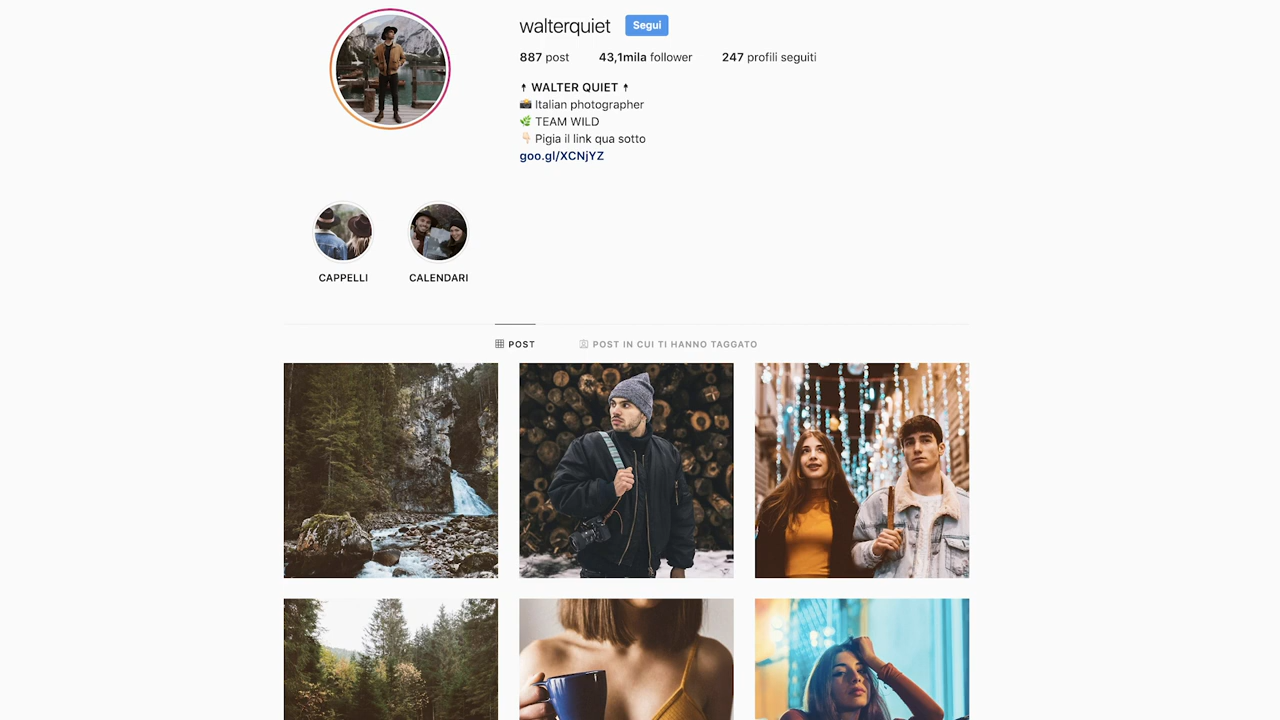 walterquiet Segui
887 post 43,1mila follower 247 profili seguiti
WALTER QUIET
Italian photographer
TEAM WILD
Pigia il link qua sotto
goo.gl/XCNjYZ
CAPPELLI CALENDARI
POST POST IN CUI TI HANNO TAGGATO